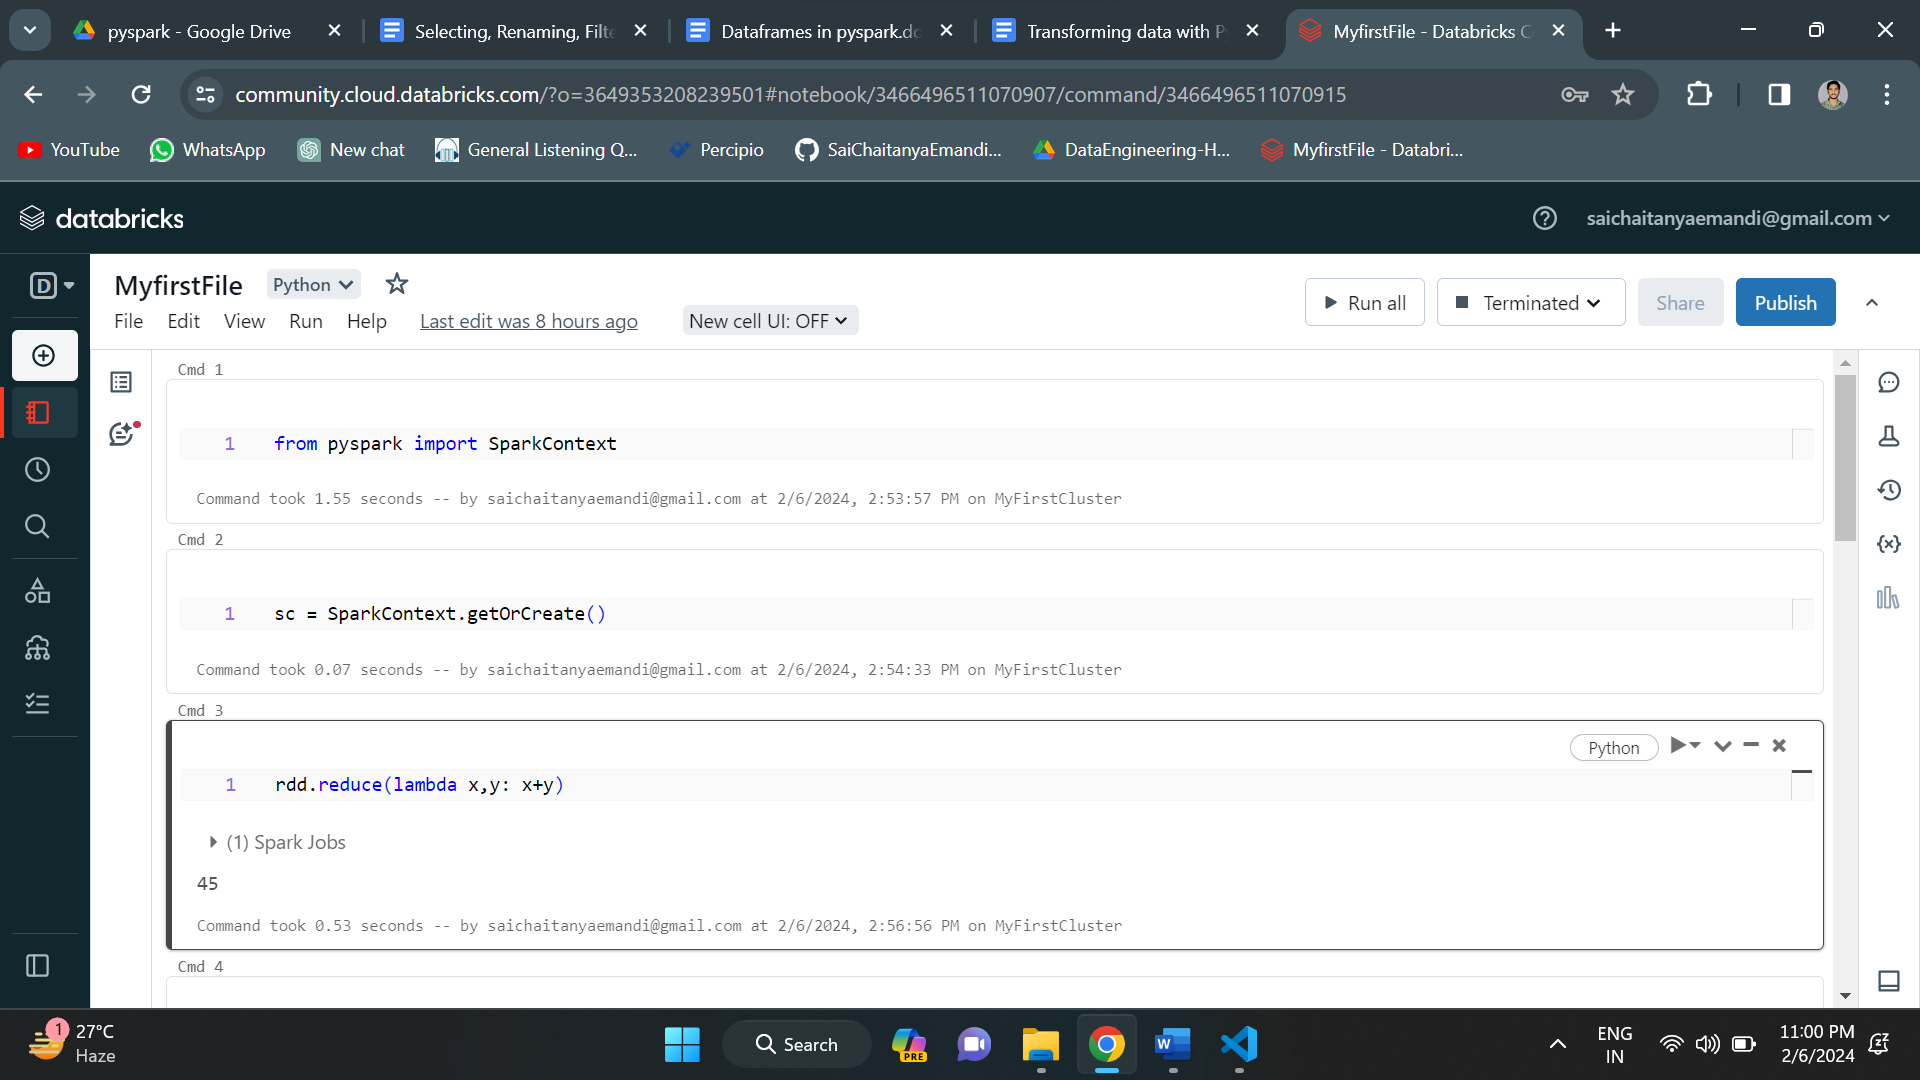 pyspark - Google Drive
Selecting, Renaming, Filte
Dataframes in pyspark.do
Transforming data with P
MyfirstFile - Databricks C
community.cloud.databricks.com/?o=3649353208239501#notebook/3466496511070907/command/3466496511070915
YouTube
WhatsApp
New chat
General Listening Q...
Percipio
SaiChaitanyaEmandi...
DataEngineering-H...
MyfirstFile - Databri...
databricks
saichaitanyaemandi@gmail.com
D
MyfirstFile
Python
Run all
Terminated
Share
Publish
File Edit View Run Help
Last edit was 8 hours ago
New cell UI: OFF
Cmd 1
1 from pyspark import SparkContext
Command took 1.55 seconds -- by saichaitanyaemandi@gmail.com at 2/6/2024, 2:53:57 PM on MyFirstCluster
Cmd 2
1 sc = SparkContext.getOrCreate()
Command took 0.07 seconds -- by saichaitanyaemandi@gmail.com at 2/6/2024, 2:54:33 PM on MyFirstCluster
Cmd 3
Python
1 rdd.reduce(lambda x,y: x+y)
(1) Spark Jobs
45
Command took 0.53 seconds -- by saichaitanyaemandi@gmail.com at 2/6/2024, 2:56:56 PM on MyFirstCluster
Cmd 4
1
27°C
Haze
Search
PRE
W
ENG
IN
11:00 PM
2/6/2024